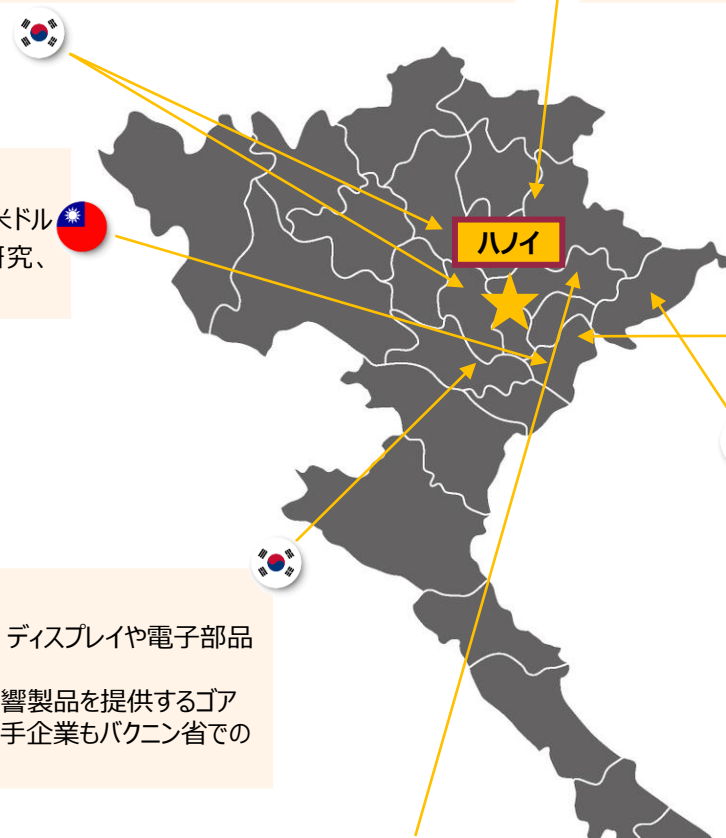 米ドル
研究、
ハノイ
ディスプレイや電子部品
響製品を提供するゴア
手企業もバクニン省での